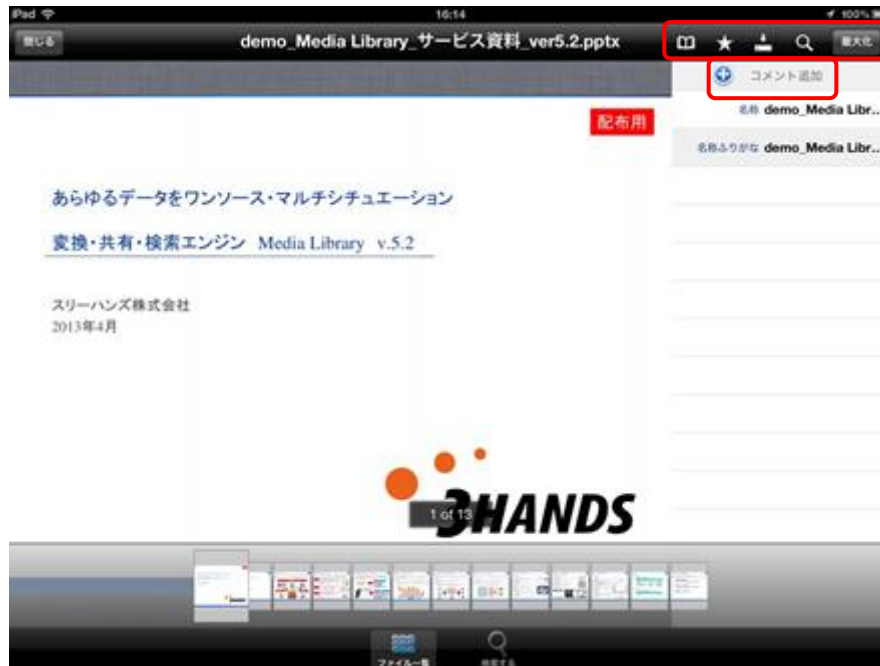 iPad 16:14 100%
閉じる demo_Media Library_サービス資料_ver5.2.pptx 最大化
コメント追加
配布用
名称 demo_Media Libr..
名称ふりがな demo_Media Libr..
あらゆるデータをワンソース・マルチシチュエーション
変換・共有・検索エンジン Media Library v.5.2
スリーハンズ株式会社
2013年4月
3HANDS
1 of 13
ファイル一覧 検索する